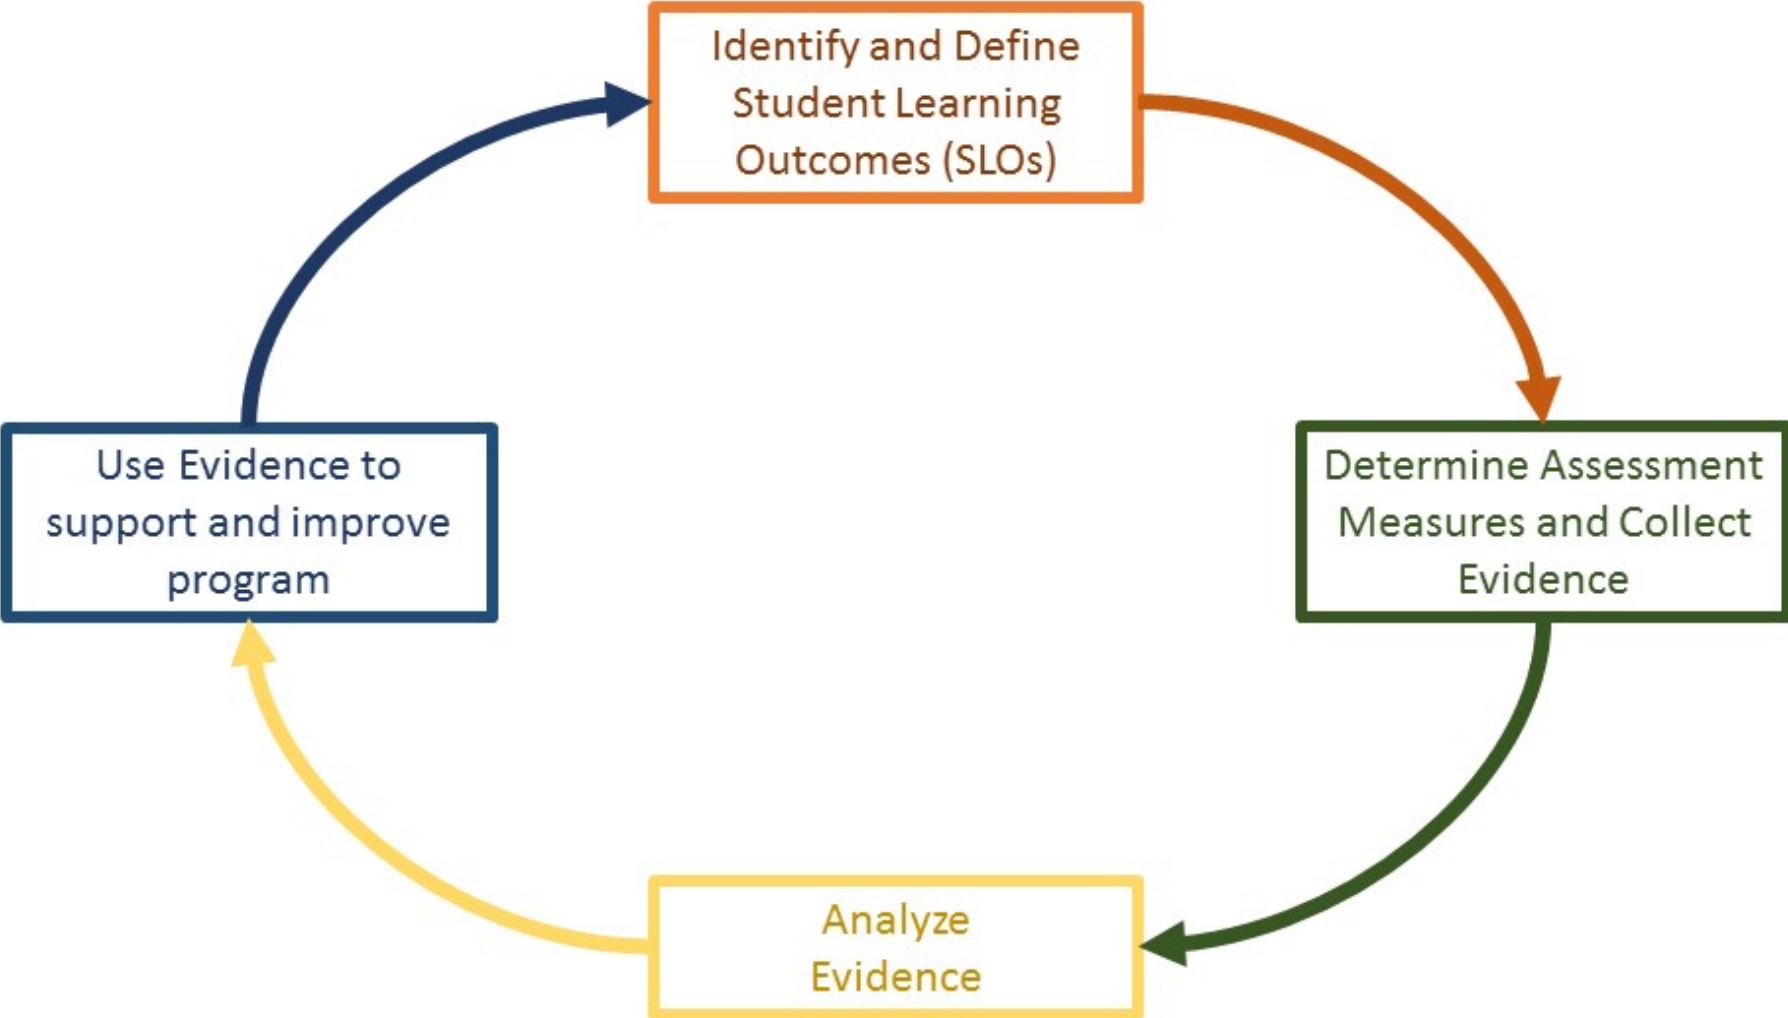 Identify and Define
Student Learning
Outcomes (SLOs)
Determine Assessment
Measures and Collect
Evidence
Analyze
Evidence
Use Evidence to
support and improve
program